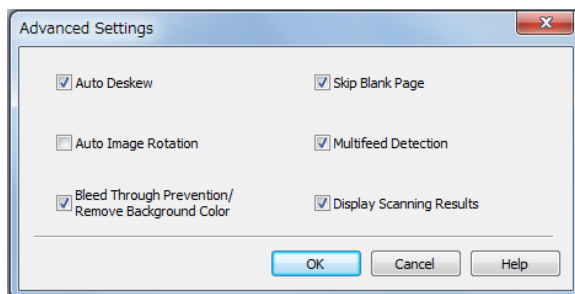 Advanced Settings
Auto Deskew
Skip Blank Page
Auto Image Rotation
Multifeed Detection
Bleed Through Prevention/
Remove Background Color
Display Scanning Results
OK
Cancel
Help